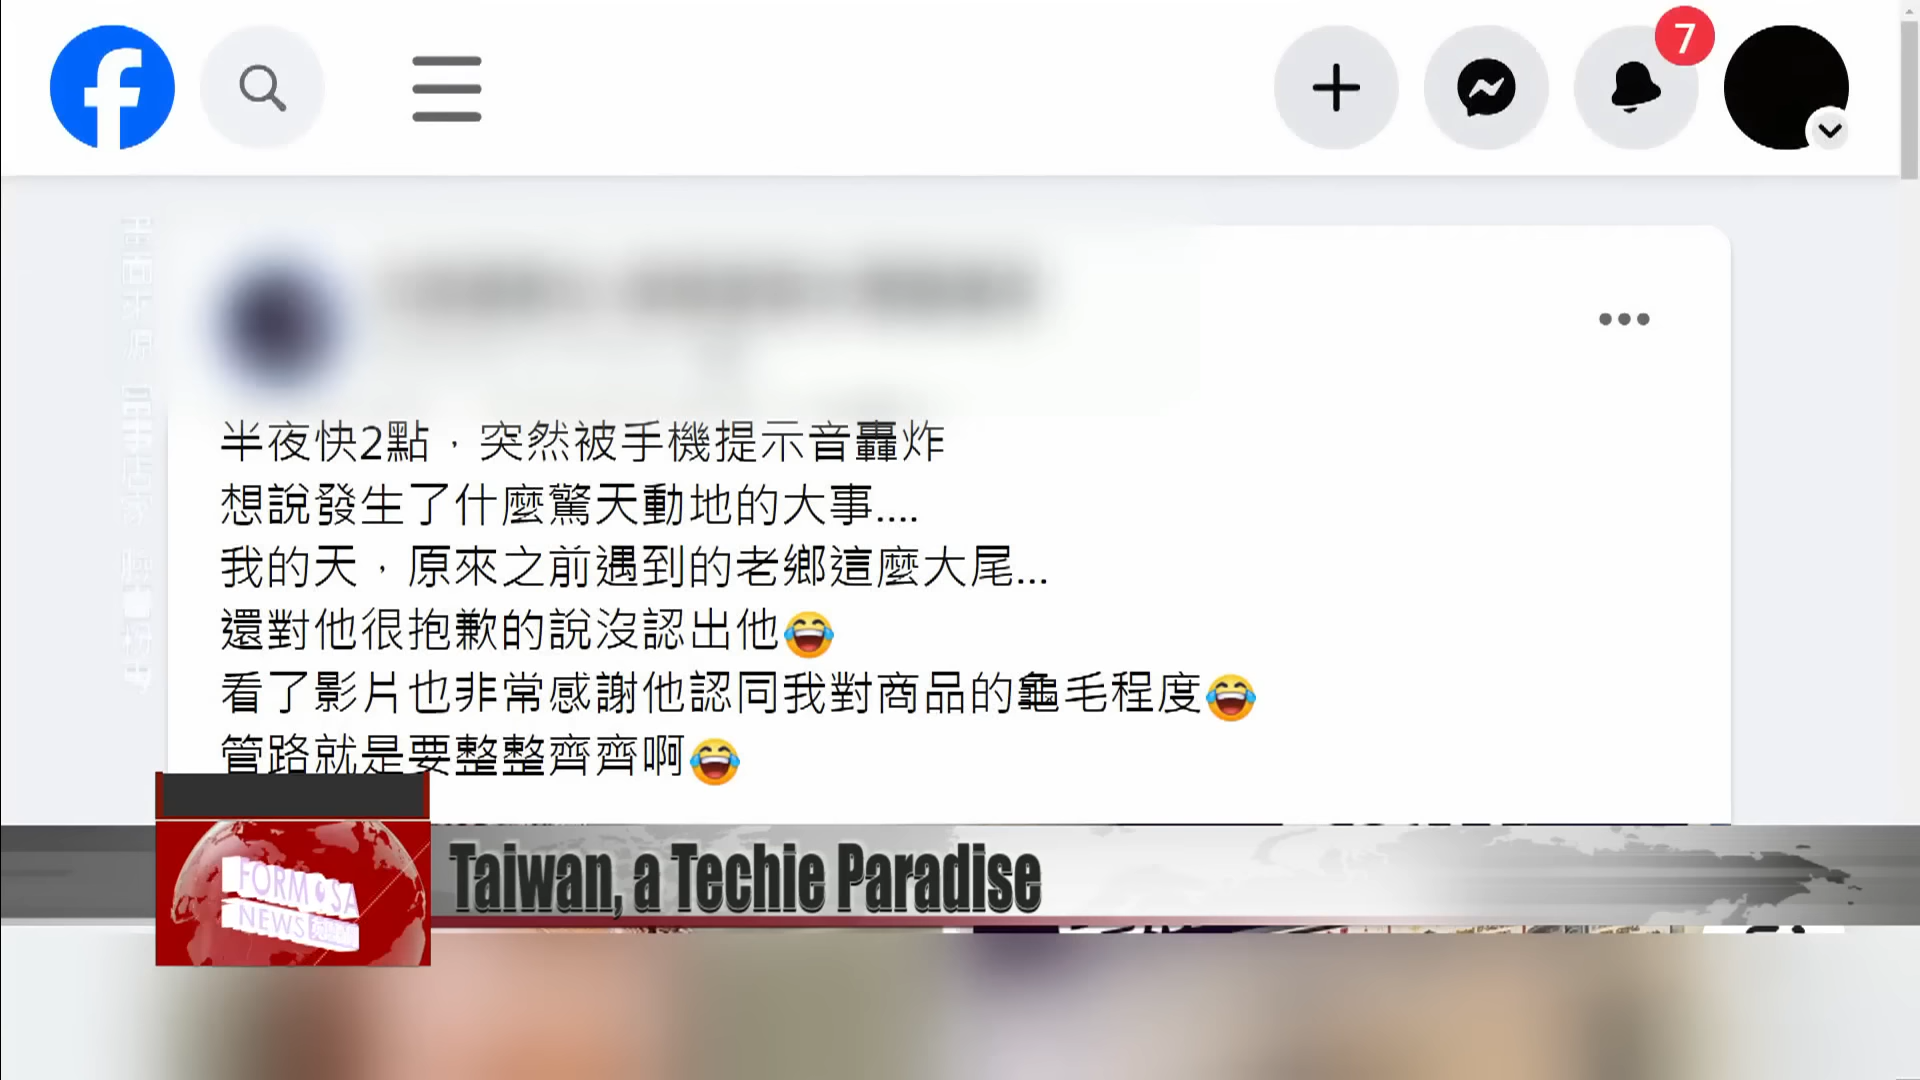 7
半夜快2點，突然被手機提示音轟炸
想說發生了什麼驚天動地的大事....
我的天，原來之前遇到的老鄉這麼大尾...
還對他很抱歉的說沒認出他😂
看了影片也非常感謝他認同我對商品的龜毛程度😂
管路就是要整整齊齊啊😂
Taiwan, a Techie Paradise
FORMOSA
NEWS